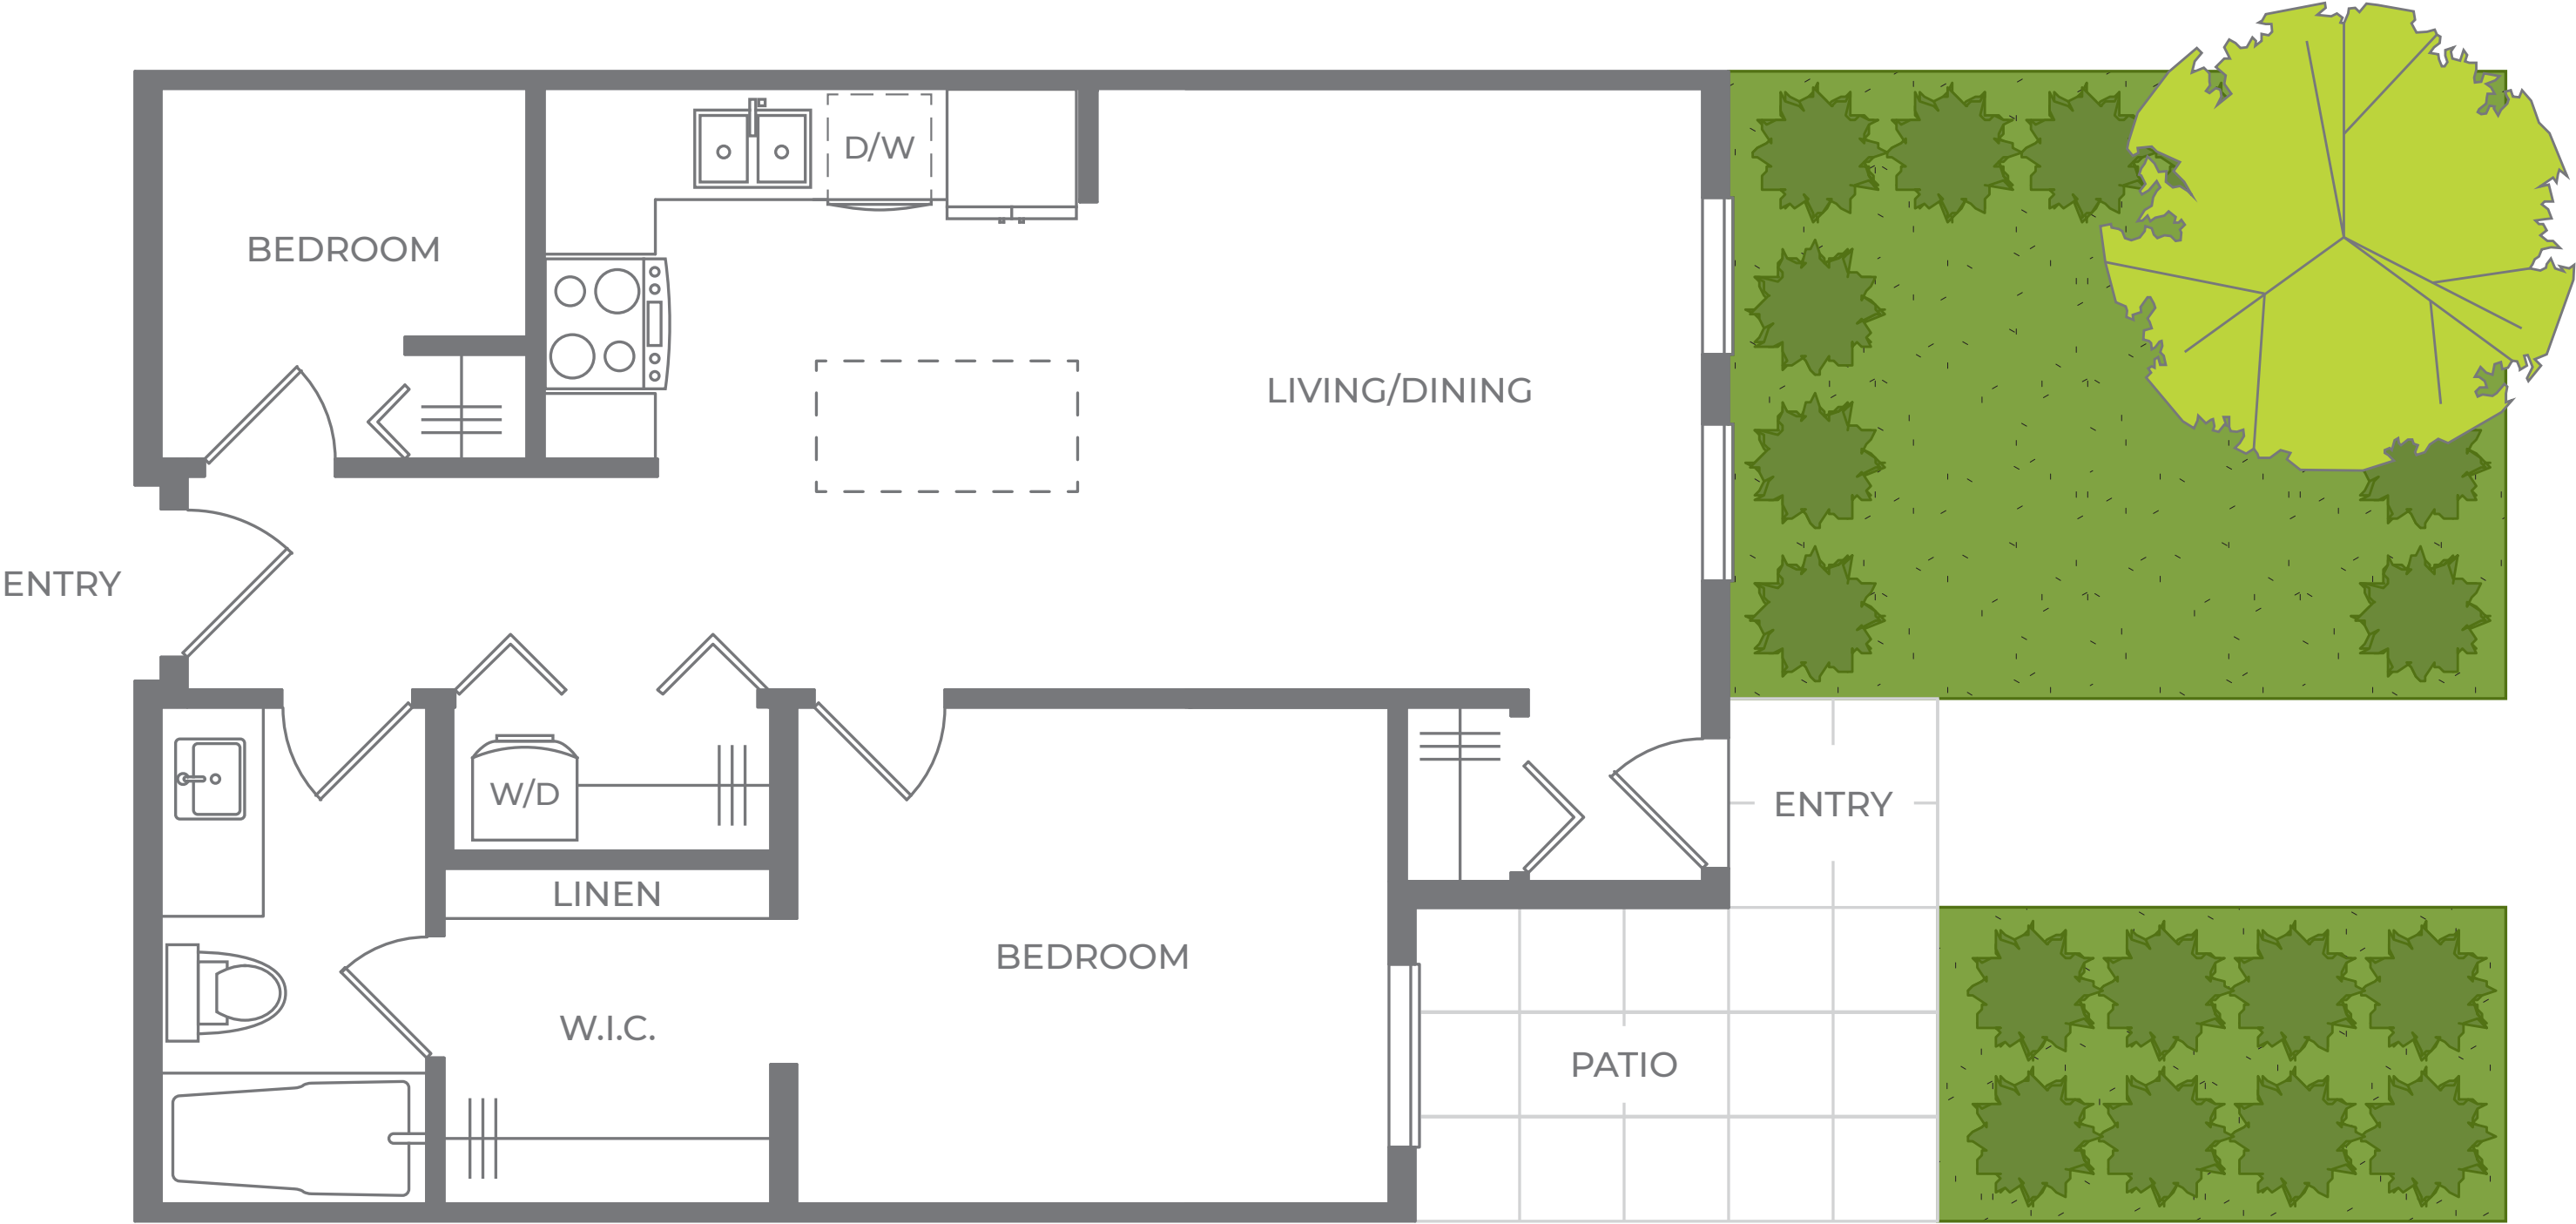 D/W
BEDROOM
LIVING/DINING
ENTRY
W/D
ENTRY
LINEN
BEDROOM
W.I.C.
PATIO